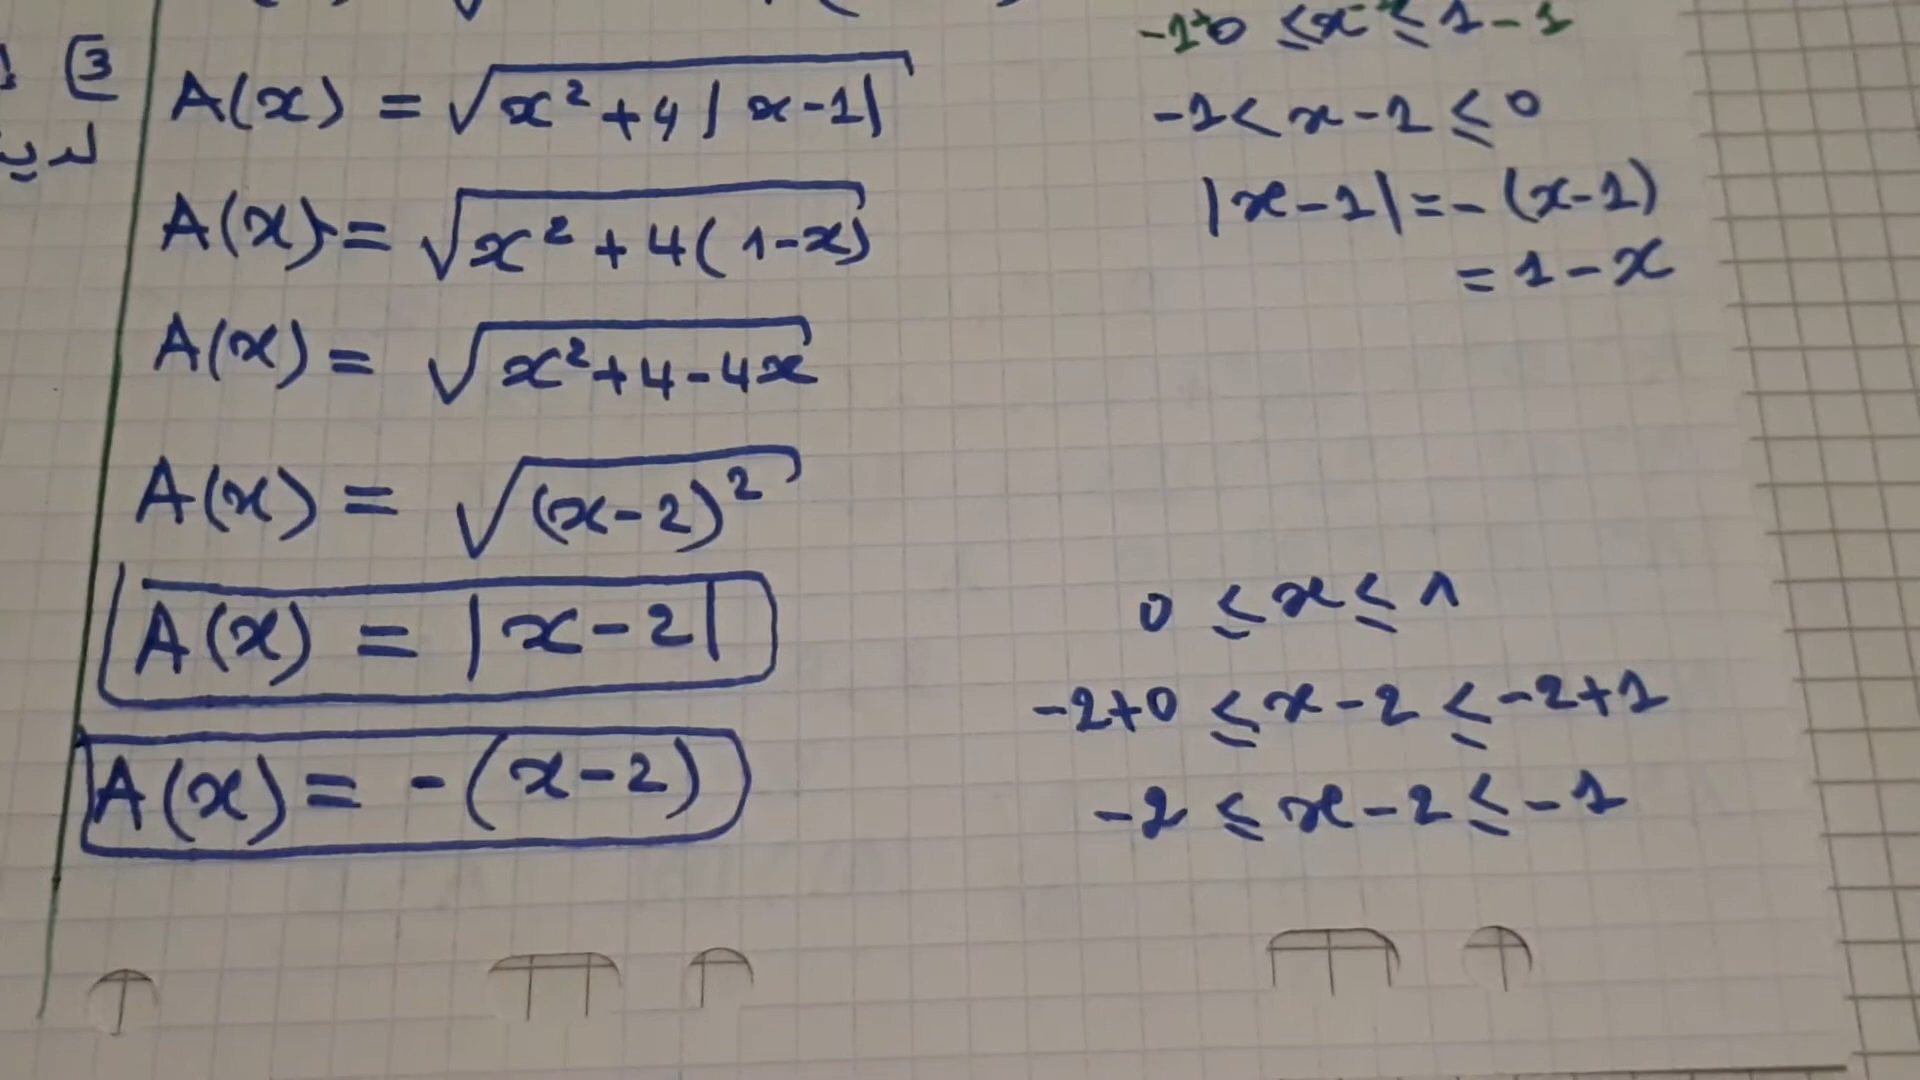 3)
A(x) = √x² + 4|x-1|
A(x) = √x² + 4(1-x)
A(x) = √x² + 4 - 4x
A(x) = √(x-2)²
A(x) = |x-2|
A(x) = -(x-2)
-1+0 ≤ x ≤ 1-1
-1 < x-1 ≤ 0
|x-1| = -(x-1)
= 1-x
0 ≤ x ≤ 1
-2+0 ≤ x-2 ≤ -2+1
-2 ≤ x-2 ≤ -1